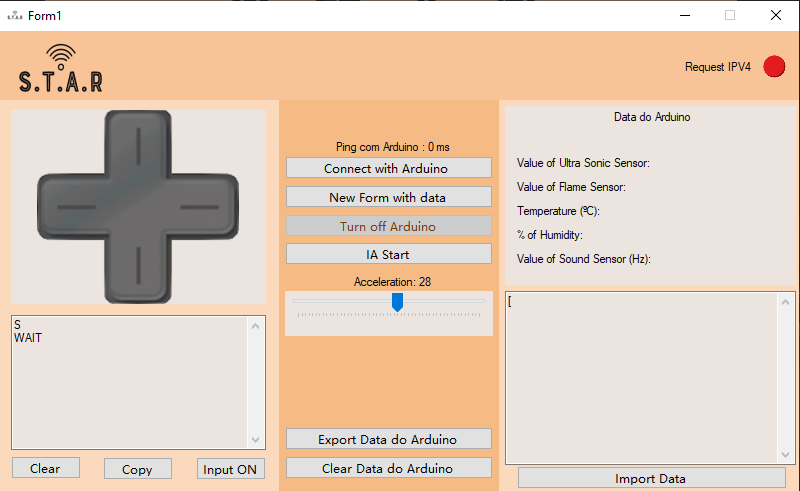 Form1
S.T.A.R
Request IPV4
Ping com Arduino : 0 ms
Connect with Arduino
New Form with data
Turn off Arduino
IA Start
Acceleration: 28
Export Data do Arduino
Clear Data do Arduino
S
WAIT
Clear
Copy
Input ON
Data do Arduino
Value of Ultra Sonic Sensor:
Value of Flame Sensor:
Temperature (ºC):
% of Humidity:
Value of Sound Sensor (Hz):
[
Import Data